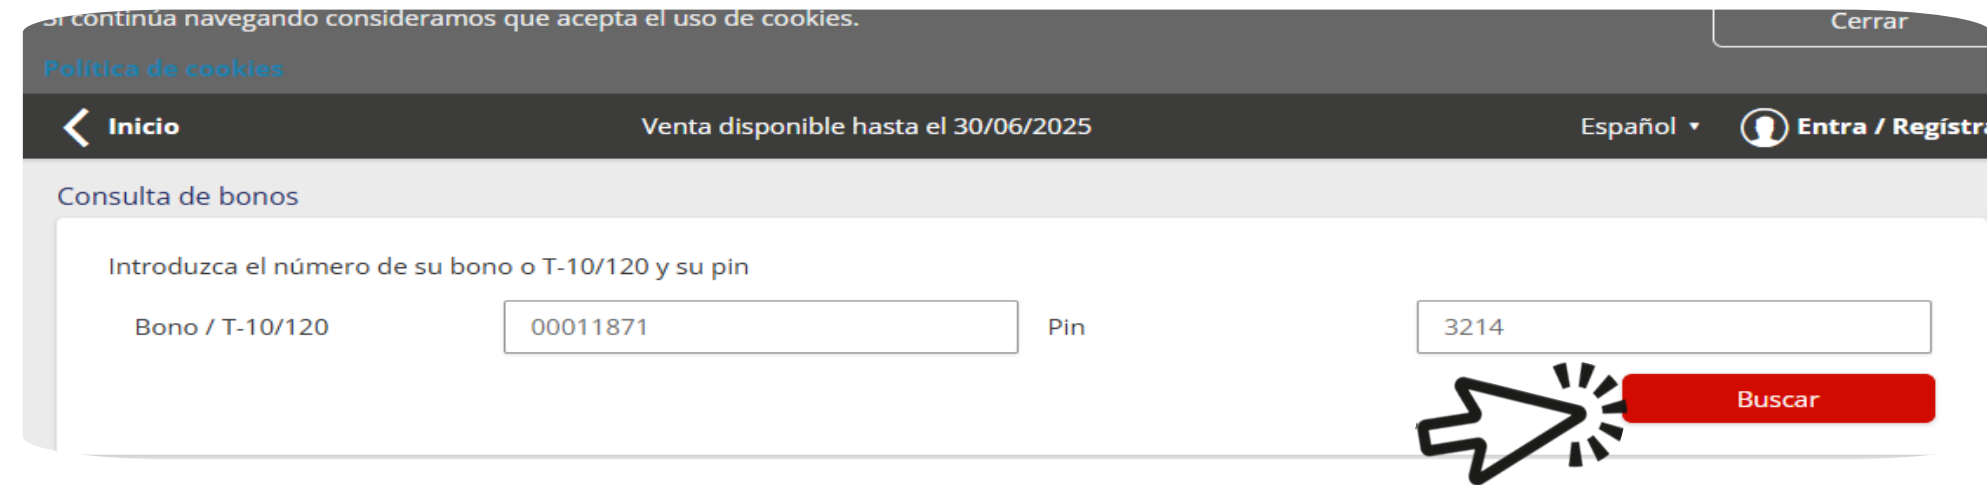 Si continúa navegando consideramos que acepta el uso de cookies.
Cerrar
Política de cookies
Inicio
Venta disponible hasta el 30/06/2025
Español
Entra / Regístra
Consulta de bonos
Introduzca el número de su bono o T-10/120 y su pin
Bono / T-10/120
00011871
Pin
3214
Buscar